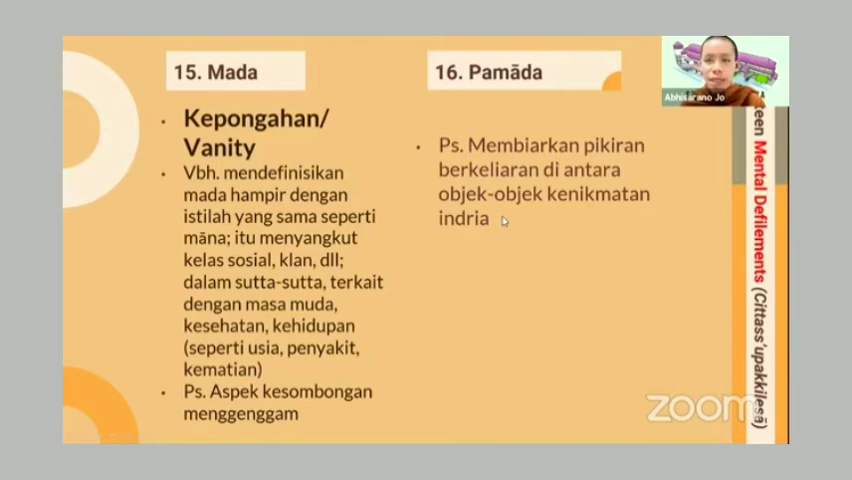 15. Mada
• Kepongahan/
Vanity
• Vbh. mendefinisikan
mada hampir dengan
istilah yang sama seperti
māna; itu menyangkut
kelas sosial, klan, dll;
dalam sutta-sutta, terkait
dengan masa muda,
kesehatan, kehidupan
(seperti usia, penyakit,
kematian)
• Ps. Aspek kesombongan
menggenggam
16. Pamāda
• Ps. Membiarkan pikiran
berkeliaran di antara
objek-objek kenikmatan
indria
Abhisarano Jo
Mental Defilements (Cittass'upakkilesā)
zoom